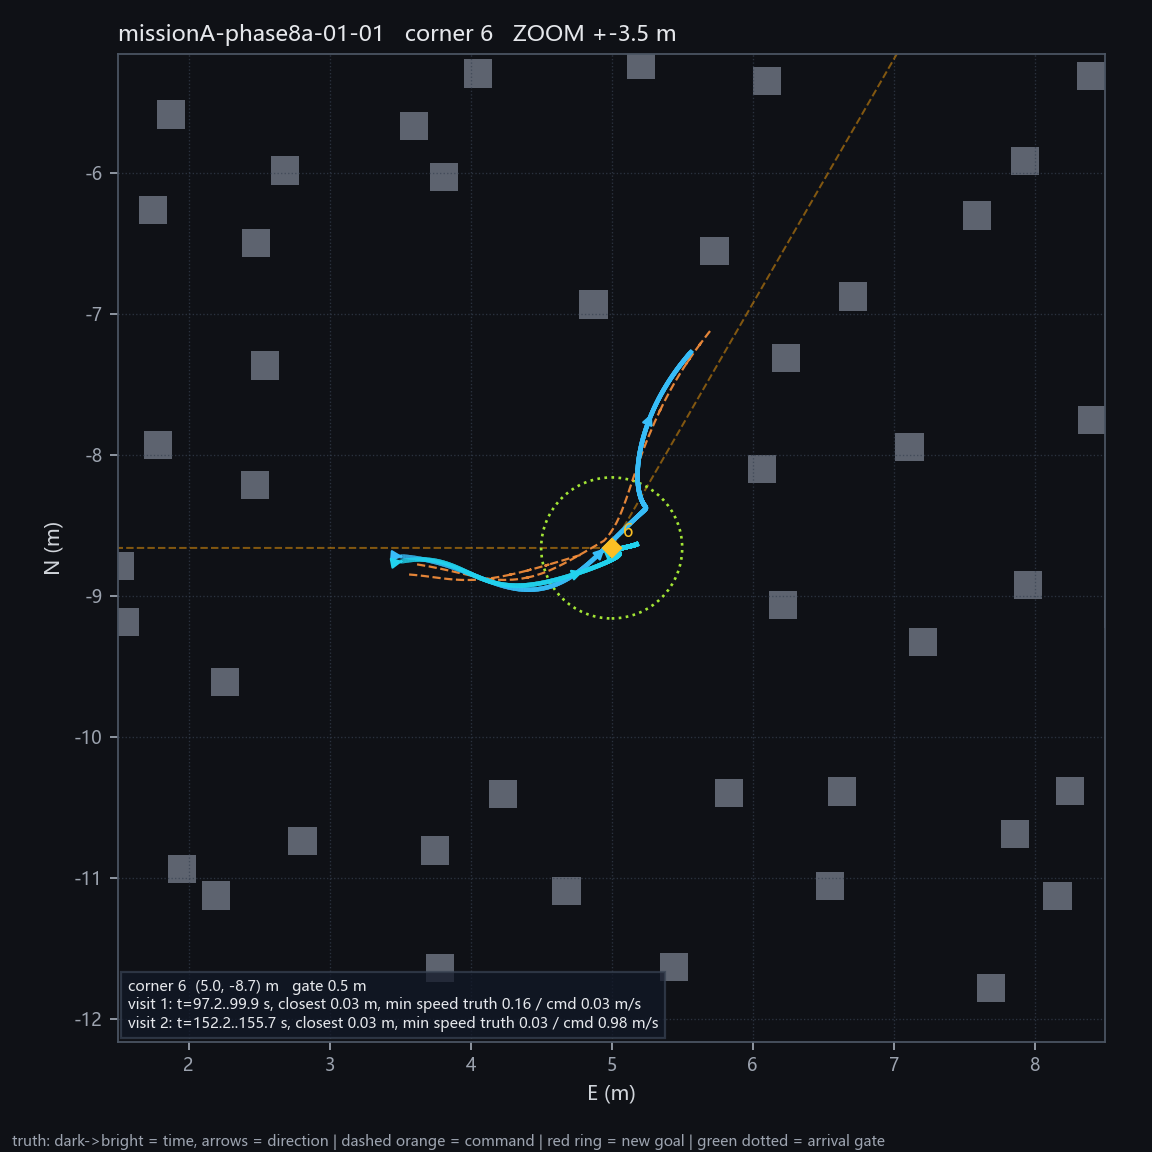 missionA-phase8a-01-01 corner 6 ZOOM +-3.5 m
-6
-7
-8
-9
-10
-11
-12
N (m)
6
corner 6 (5.0, -8.7) m gate 0.5 m
visit 1: t=97.2..99.9 s, closest 0.03 m, min speed truth 0.16 / cmd 0.03 m/s
visit 2: t=152.2..155.7 s, closest 0.03 m, min speed truth 0.03 / cmd 0.98 m/s
2 3 4 5 6 7 8
E (m)
truth: dark->bright = time, arrows = direction | dashed orange = command | red ring = new goal | green dotted = arrival gate